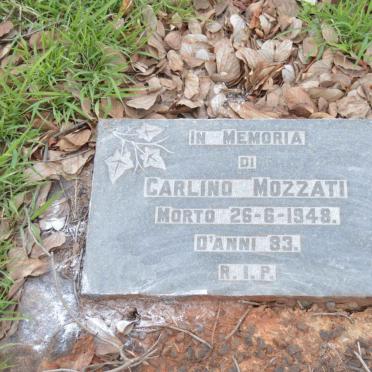 IN MEMORIA
DI
CARLINO MOZZATI
MORTO 26-6-1948.
D'ANNI 83.
R.I.P.